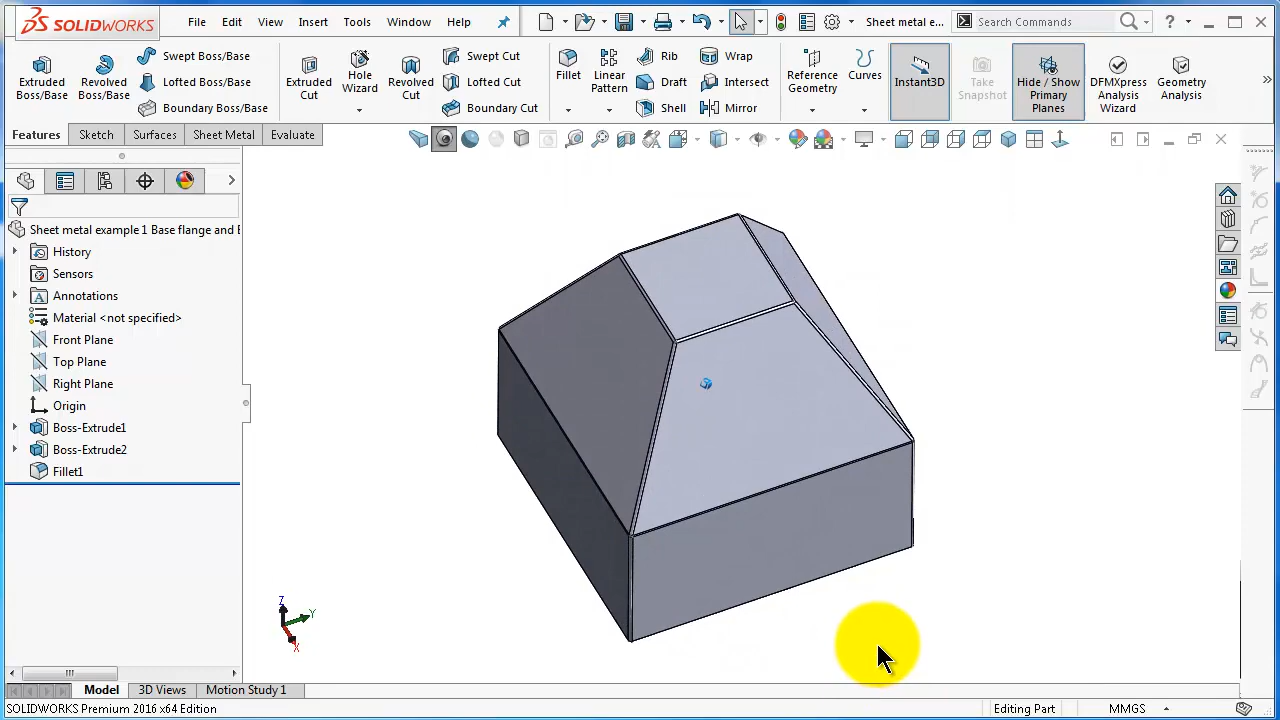 SOLIDWORKS File Edit View Insert Tools Window Help Sheet metal e... Search Commands ?
Extruded Boss/Base
Revolved Boss/Base
Swept Boss/Base
Lofted Boss/Base
Boundary Boss/Base
Extruded Cut
Hole Wizard
Revolved Cut
Swept Cut
Lofted Cut
Boundary Cut
Fillet
Linear Pattern
Rib
Draft
Shell
Wrap
Intersect
Mirror
Reference Geometry
Curves
Instant3D
Take Snapshot
Hide / Show Primary Planes
DFMXpress Analysis Wizard
Geometry Analysis
Features Sketch Surfaces Sheet Metal Evaluate
Sheet metal example 1 Base flange and E
History
Sensors
Annotations
Material <not specified>
Front Plane
Top Plane
Right Plane
Origin
Boss-Extrude1
Boss-Extrude2
Fillet1
Z
Y
X
Model 3D Views Motion Study 1
SOLIDWORKS Premium 2016 x64 Edition Editing Part MMGS